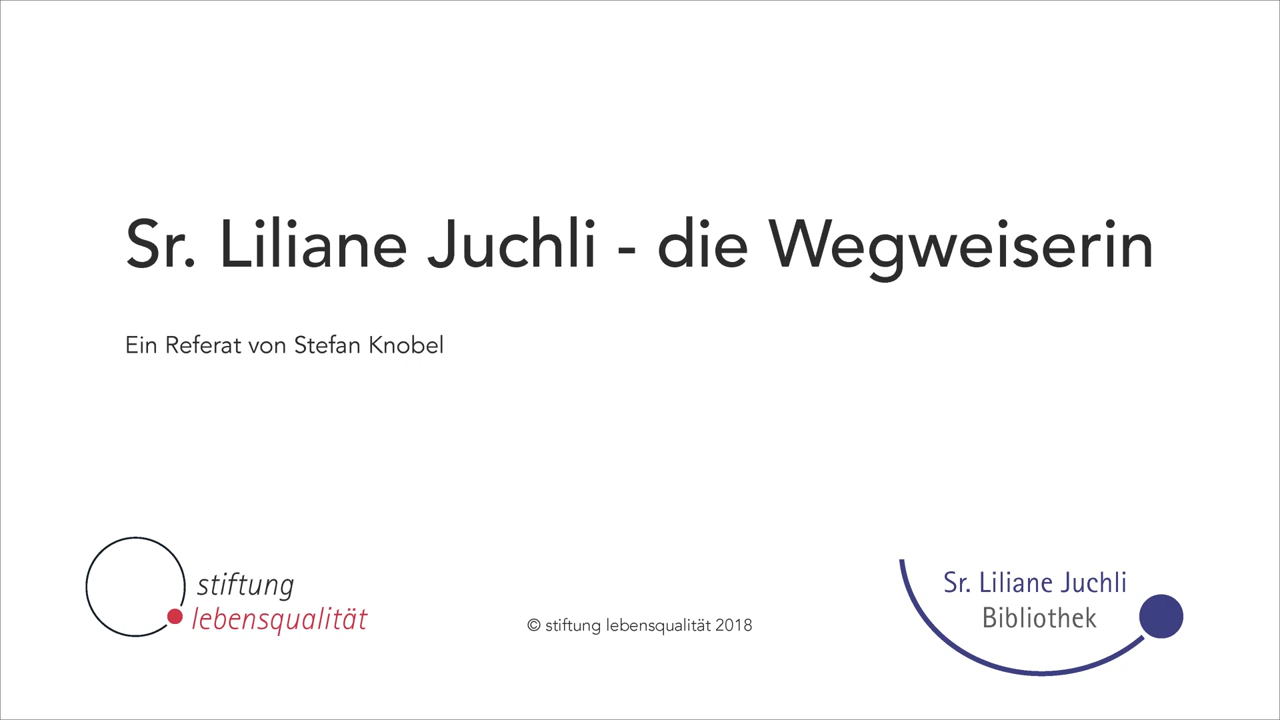 Sr. Liliane Juchli - die Wegweiserin
Ein Referat von Stefan Knobel
stiftung
lebensqualität
© stiftung lebensqualität 2018
Sr. Liliane Juchli
Bibliothek